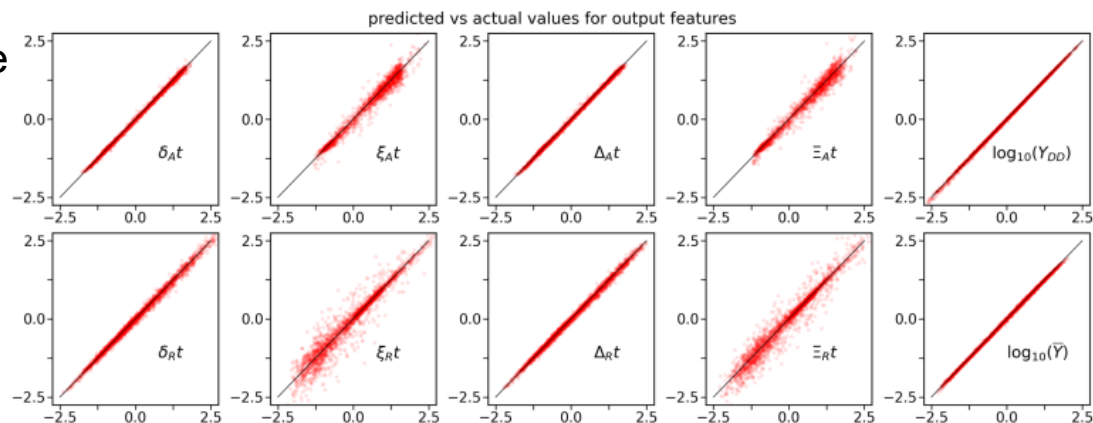 predicted vs actual values for output features
e
2.5 2.5 2.5 2.5 2.5
0.0 0.0 0.0 0.0 0.0
δ_A t ξ_A t Δ_A t Ξ_A t log₁₀(Y_DD)
−2.5 −2.5 −2.5 −2.5 −2.5
−2.5 0.0 2.5 −2.5 0.0 2.5 −2.5 0.0 2.5 −2.5 0.0 2.5 −2.5 0.0 2.5
2.5 2.5 2.5 2.5 2.5
0.0 0.0 0.0 0.0 0.0
δ_R t ξ_R t Δ_R t Ξ_R t log₁₀(Y̅)
−2.5 −2.5 −2.5 −2.5 −2.5
−2.5 0.0 2.5 −2.5 0.0 2.5 −2.5 0.0 2.5 −2.5 0.0 2.5 −2.5 0.0 2.5